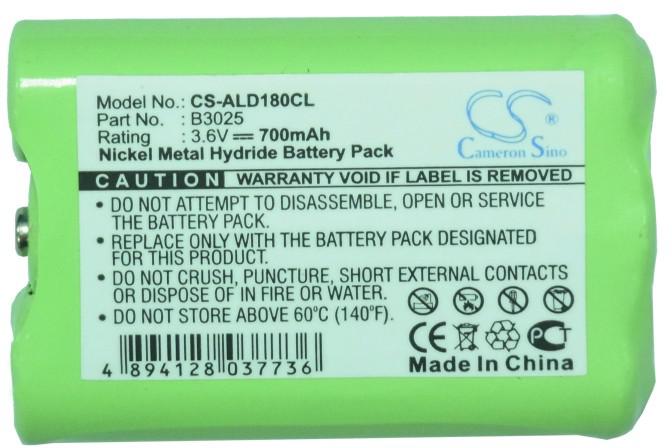 Model No.: CS-ALD180CL
Part No. : B3025
Rating : 3.6V 700mAh
Nickel Metal Hydride Battery Pack
CS ®
Cameron Sino
CAUTION WARRANTY VOID IF LABEL IS REMOVED
• DO NOT ATTEMPT TO DISASSEMBLE, OPEN OR SERVICE
THE BATTERY PACK.
• REPLACE ONLY WITH THE BATTERY PACK DESIGNATED
FOR THIS PRODUCT.
• DO NOT CRUSH, PUNCTURE, SHORT EXTERNAL CONTACTS
OR DISPOSE OF IN FIRE OR WATER.
• DO NOT STORE ABOVE 60°C (140°F).
CE PCT
Made In China
4 894128 037736